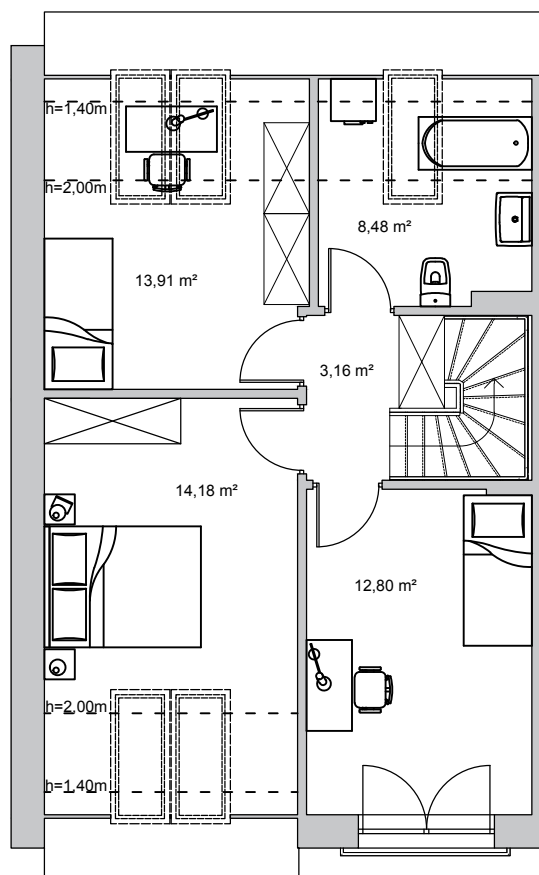 h=1,40m
h=2,00m
8,48 m²
13,91 m²
3,16 m²
14,18 m²
12,80 m²
h=2,00m
h=1,40m